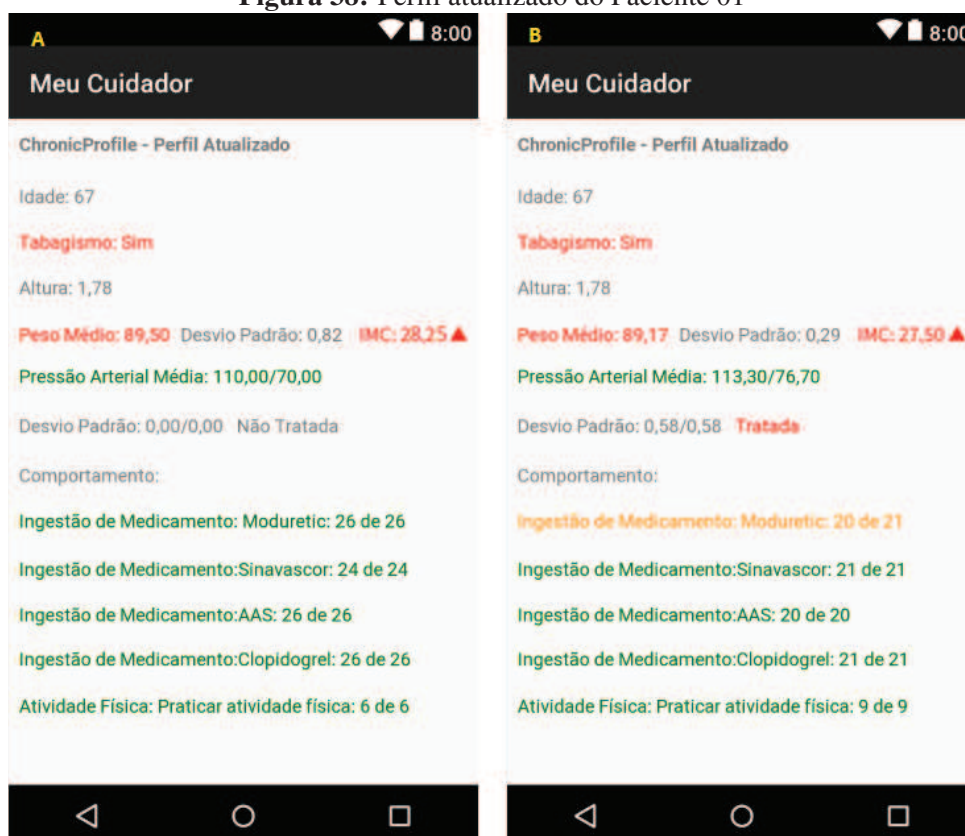 Figura 38: Perfil atualizado do Paciente 01
A
8:00
Meu Cuidador
ChronicProfile - Perfil Atualizado
Idade: 67
Tabagismo: Sim
Altura: 1,78
Peso Médio: 89,50 Desvio Padrão: 0,82 IMC: 28,25▲
Pressão Arterial Média: 110,00/70,00
Desvio Padrão: 0,00/0,00 Não Tratada
Comportamento:
Ingestão de Medicamento: Moduretic: 26 de 26
Ingestão de Medicamento:Sinavascor: 24 de 24
Ingestão de Medicamento:AAS: 26 de 26
Ingestão de Medicamento:Clopidogrel: 26 de 26
Atividade Física: Praticar atividade física: 6 de 6
B
8:00
Meu Cuidador
ChronicProfile - Perfil Atualizado
Idade: 67
Tabagismo: Sim
Altura: 1,78
Peso Médio: 89,17 Desvio Padrão: 0,29 IMC: 27,50▲
Pressão Arterial Média: 113,30/76,70
Desvio Padrão: 0,58/0,58 Tratada
Comportamento:
Ingestão de Medicamento: Moduretic: 20 de 21
Ingestão de Medicamento:Sinavascor: 21 de 21
Ingestão de Medicamento:AAS: 20 de 20
Ingestão de Medicamento:Clopidogrel: 21 de 21
Atividade Física: Praticar atividade física: 9 de 9